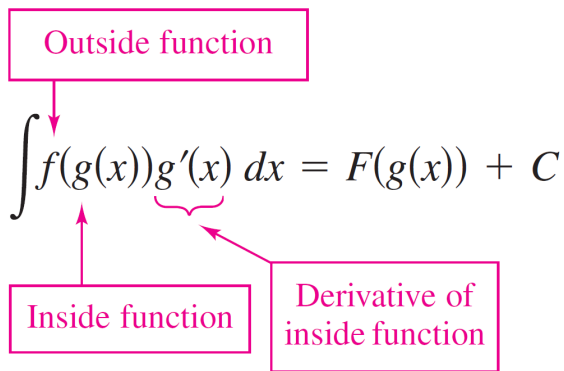 Outside function
∫f(g(x))g′(x) dx = F(g(x)) + C
Inside function
Derivative of
inside function